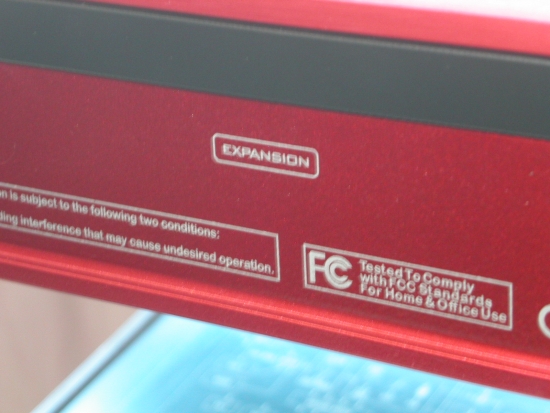 EXPANSION
on is subject to the following two conditions:
ding interference that may cause undesired operation.
FC Tested To Comply
with FCC Standards
For Home & Office Use